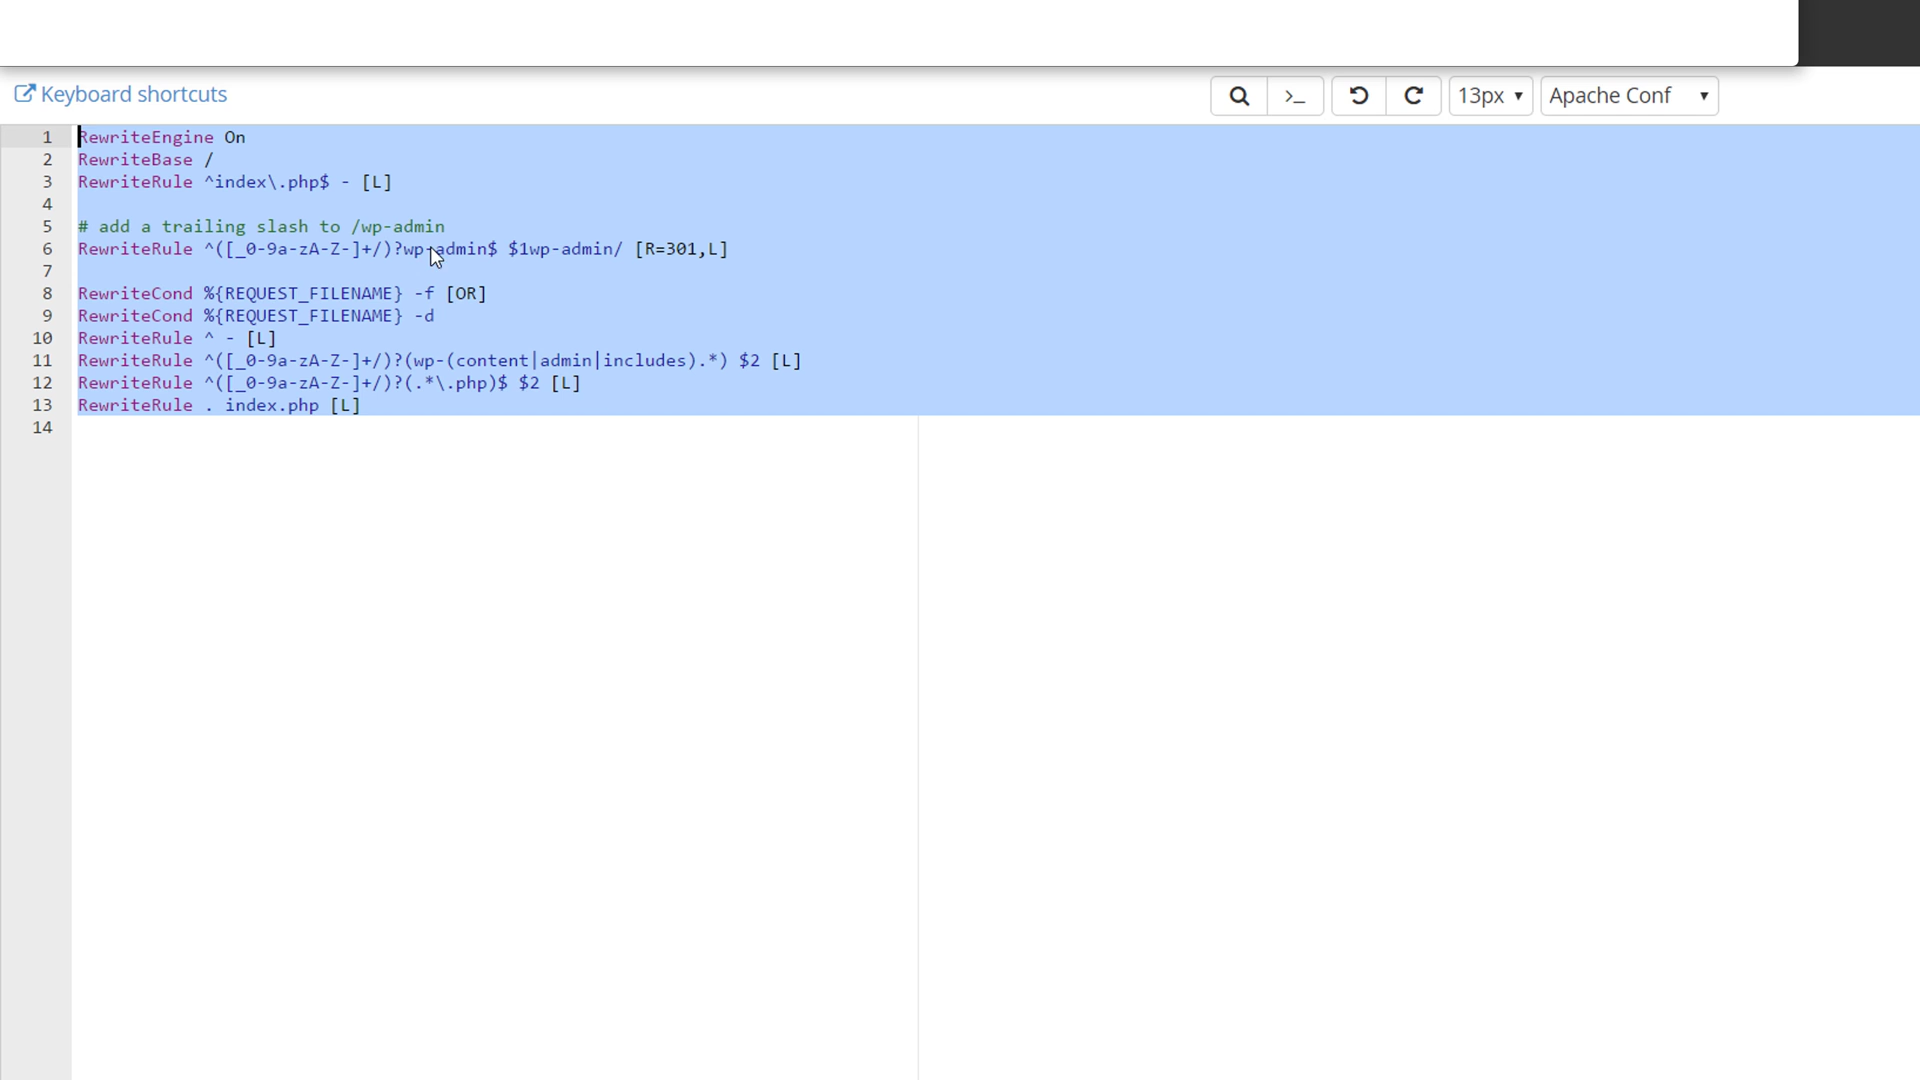 Keyboard shortcuts
>_
13px
Apache Conf
1 RewriteEngine On
2 RewriteBase /
3 RewriteRule ^index\.php$ - [L]
4
5 # add a trailing slash to /wp-admin
6 RewriteRule ^([_0-9a-zA-Z-]+/)?wp-admin$ $1wp-admin/ [R=301,L]
7
8 RewriteCond %{REQUEST_FILENAME} -f [OR]
9 RewriteCond %{REQUEST_FILENAME} -d
10 RewriteRule ^ - [L]
11 RewriteRule ^([_0-9a-zA-Z-]+/)?(wp-(content|admin|includes).*) $2 [L]
12 RewriteRule ^([_0-9a-zA-Z-]+/)?(.*\.php)$ $2 [L]
13 RewriteRule . index.php [L]
14